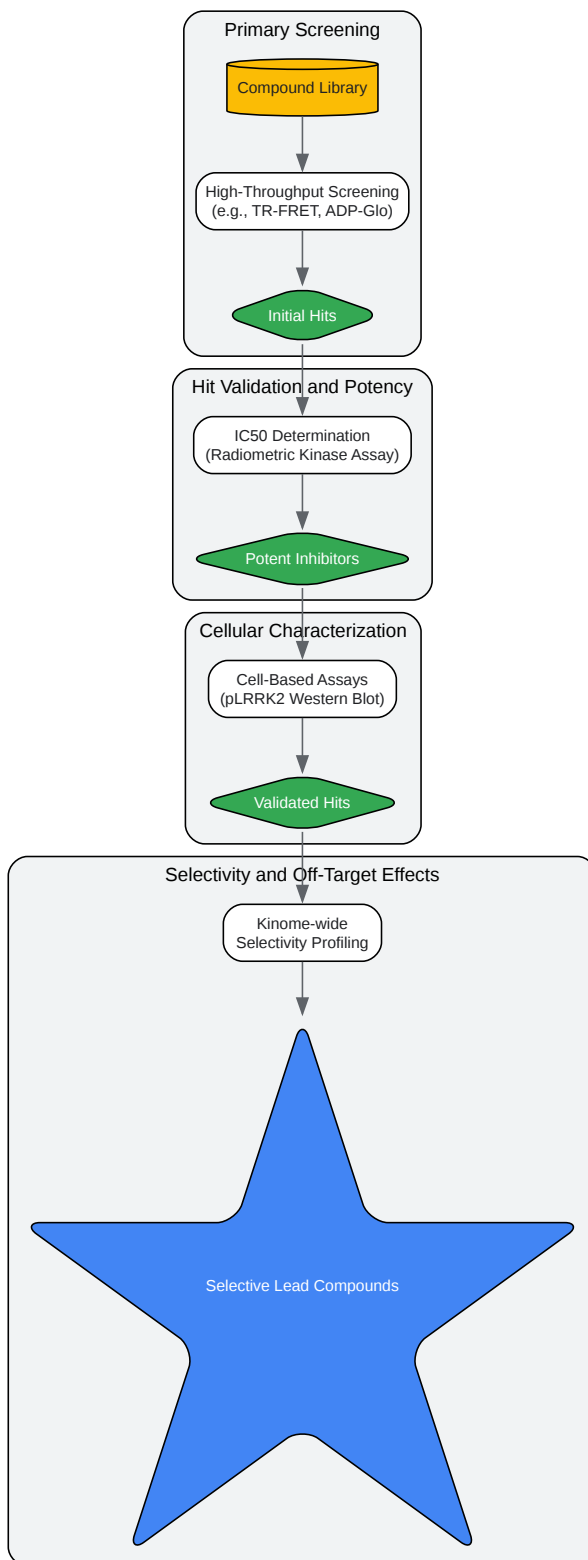 Primary Screening
Compound Library
High-Throughput Screening
(e.g., TR-FRET, ADP-Glo)
Initial Hits
Hit Validation and Potency
IC50 Determination
(Radiometric Kinase Assay)
Potent Inhibitors
Cellular Characterization
Cell-Based Assays
(pLRRK2 Western Blot)
Validated Hits
Selectivity and Off-Target Effects
Kinome-wide
Selectivity Profiling
Selective Lead Compounds